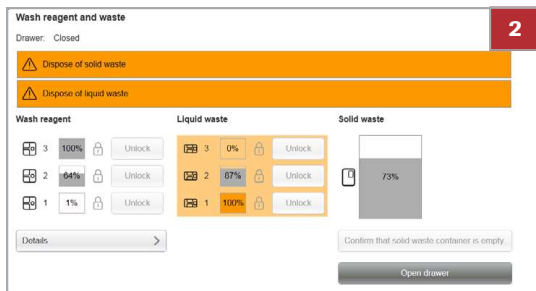 Wash reagent and waste
2
Drawer: Closed
Dispose of solid waste
Dispose of liquid waste
Wash reagent Liquid waste Solid waste
3 100% Unlock 3 0% Unlock
2 64% Unlock 2 67% Unlock 73%
1 1% Unlock 1 100% Unlock
Details Confirm that solid waste container is empty
Open drawer